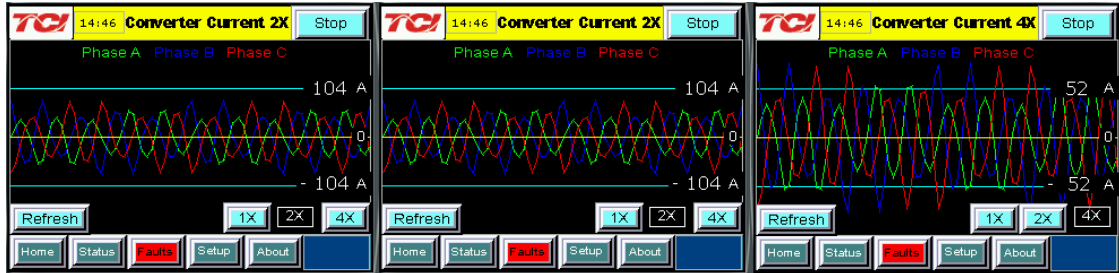 TCI 14:46 Converter Current 2X Stop
Phase A Phase B Phase C
104 A
0
- 104 A
Refresh 1X 2X 4X
Home Status Faults Setup About
TCI 14:46 Converter Current 2X Stop
Phase A Phase B Phase C
104 A
0
- 104 A
Refresh 1X 2X 4X
Home Status Faults Setup About
TCI 14:46 Converter Current 4X Stop
Phase A Phase B Phase C
52 A
0
- 52 A
Refresh 1X 2X 4X
Home Status Faults Setup About